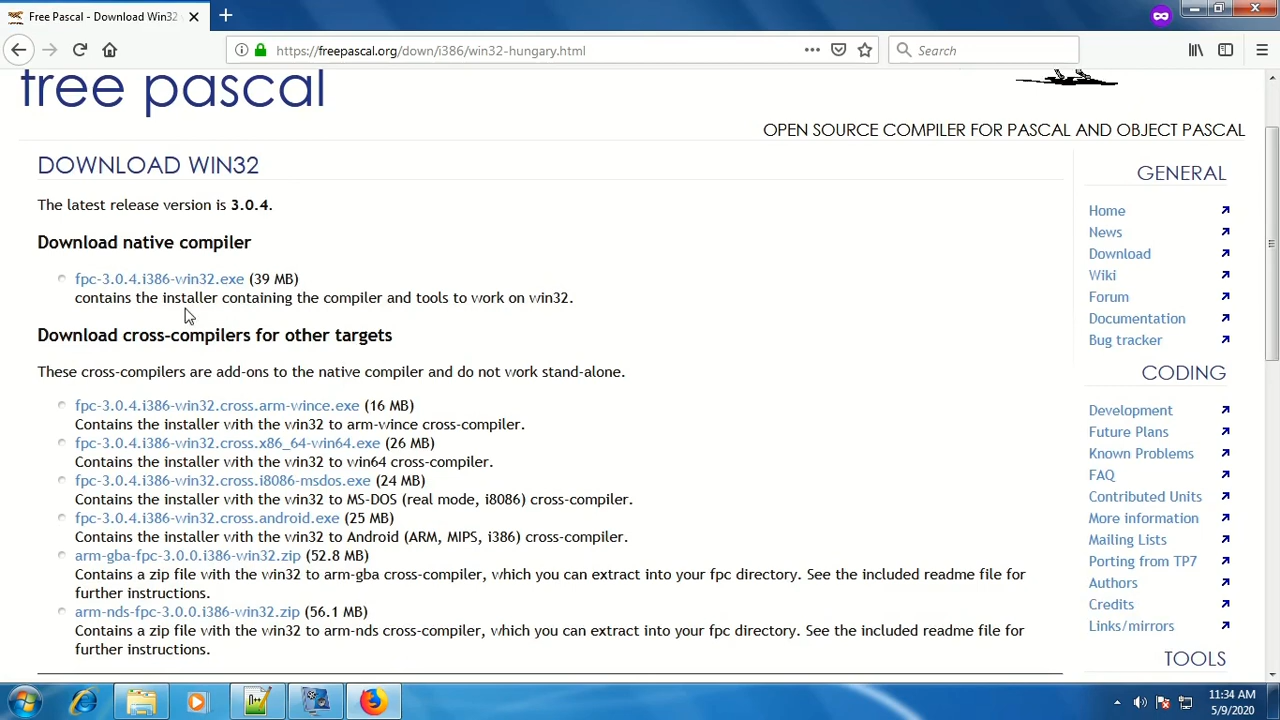 Free Pascal - Download Win32
https://freepascal.org/down/i386/win32-hungary.html
Search
free pascal
OPEN SOURCE COMPILER FOR PASCAL AND OBJECT PASCAL
DOWNLOAD WIN32
The latest release version is 3.0.4.
Download native compiler
fpc-3.0.4.i386-win32.exe (39 MB)
contains the installer containing the compiler and tools to work on win32.
Download cross-compilers for other targets
These cross-compilers are add-ons to the native compiler and do not work stand-alone.
fpc-3.0.4.i386-win32.cross.arm-wince.exe (16 MB)
Contains the installer with the win32 to arm-wince cross-compiler.
fpc-3.0.4.i386-win32.cross.x86_64-win64.exe (26 MB)
Contains the installer with the win32 to win64 cross-compiler.
fpc-3.0.4.i386-win32.cross.i8086-msdos.exe (24 MB)
Contains the installer with the win32 to MS-DOS (real mode, i8086) cross-compiler.
fpc-3.0.4.i386-win32.cross.android.exe (25 MB)
Contains the installer with the win32 to Android (ARM, MIPS, i386) cross-compiler.
arm-gba-fpc-3.0.0.i386-win32.zip (52.8 MB)
Contains a zip file with the win32 to arm-gba cross-compiler, which you can extract into your fpc directory. See the included readme file for
further instructions.
arm-nds-fpc-3.0.0.i386-win32.zip (56.1 MB)
Contains a zip file with the win32 to arm-nds cross-compiler, which you can extract into your fpc directory. See the included readme file for
further instructions.
GENERAL
Home
News
Download
Wiki
Forum
Documentation
Bug tracker
CODING
Development
Future Plans
Known Problems
FAQ
Contributed Units
More information
Mailing Lists
Porting from TP7
Authors
Credits
Links/mirrors
TOOLS
11:34 AM
5/9/2020